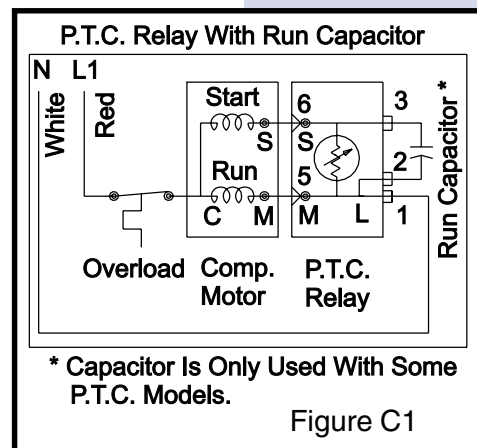 P.T.C. Relay With Run Capacitor
N L1
White
Red
Start
S
Run
C M
6
S
5
M L
3
2
1
Run Capacitor *
Overload
Comp.
Motor
P.T.C.
Relay
* Capacitor Is Only Used With Some
P.T.C. Models.
Figure C1